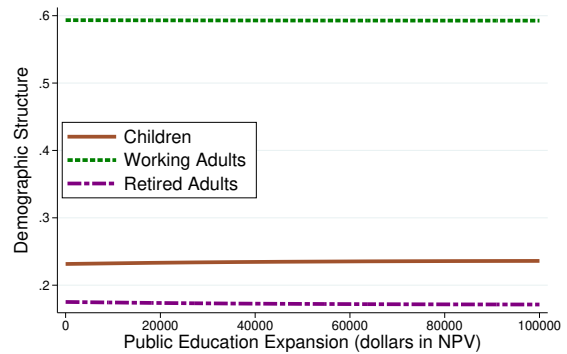 Demographic Structure
.6
.5
.4
.3
.2
Children
Working Adults
Retired Adults
0 20000 40000 60000 80000 100000
Public Education Expansion (dollars in NPV)